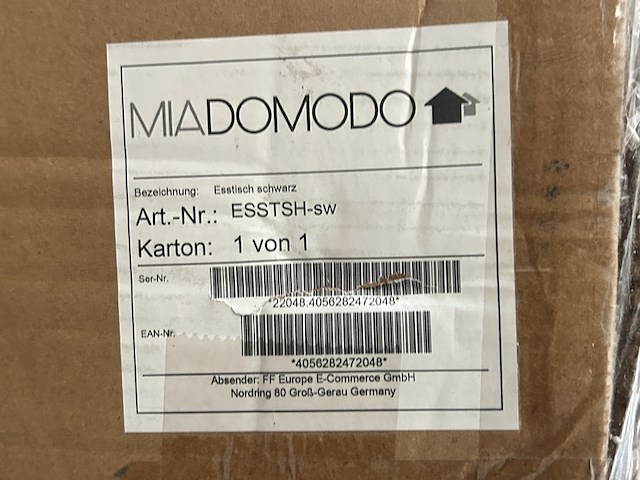 MIADOMODO
Bezeichnung: Esstisch schwarz
Art.-Nr.: ESSTSH-sw
Karton: 1 von 1
Ser-Nr.
*22048.4056282472048*
EAN-Nr.
*4056282472048*
Absender: FF Europe E-Commerce GmbH
Nordring 80 Groß-Gerau Germany